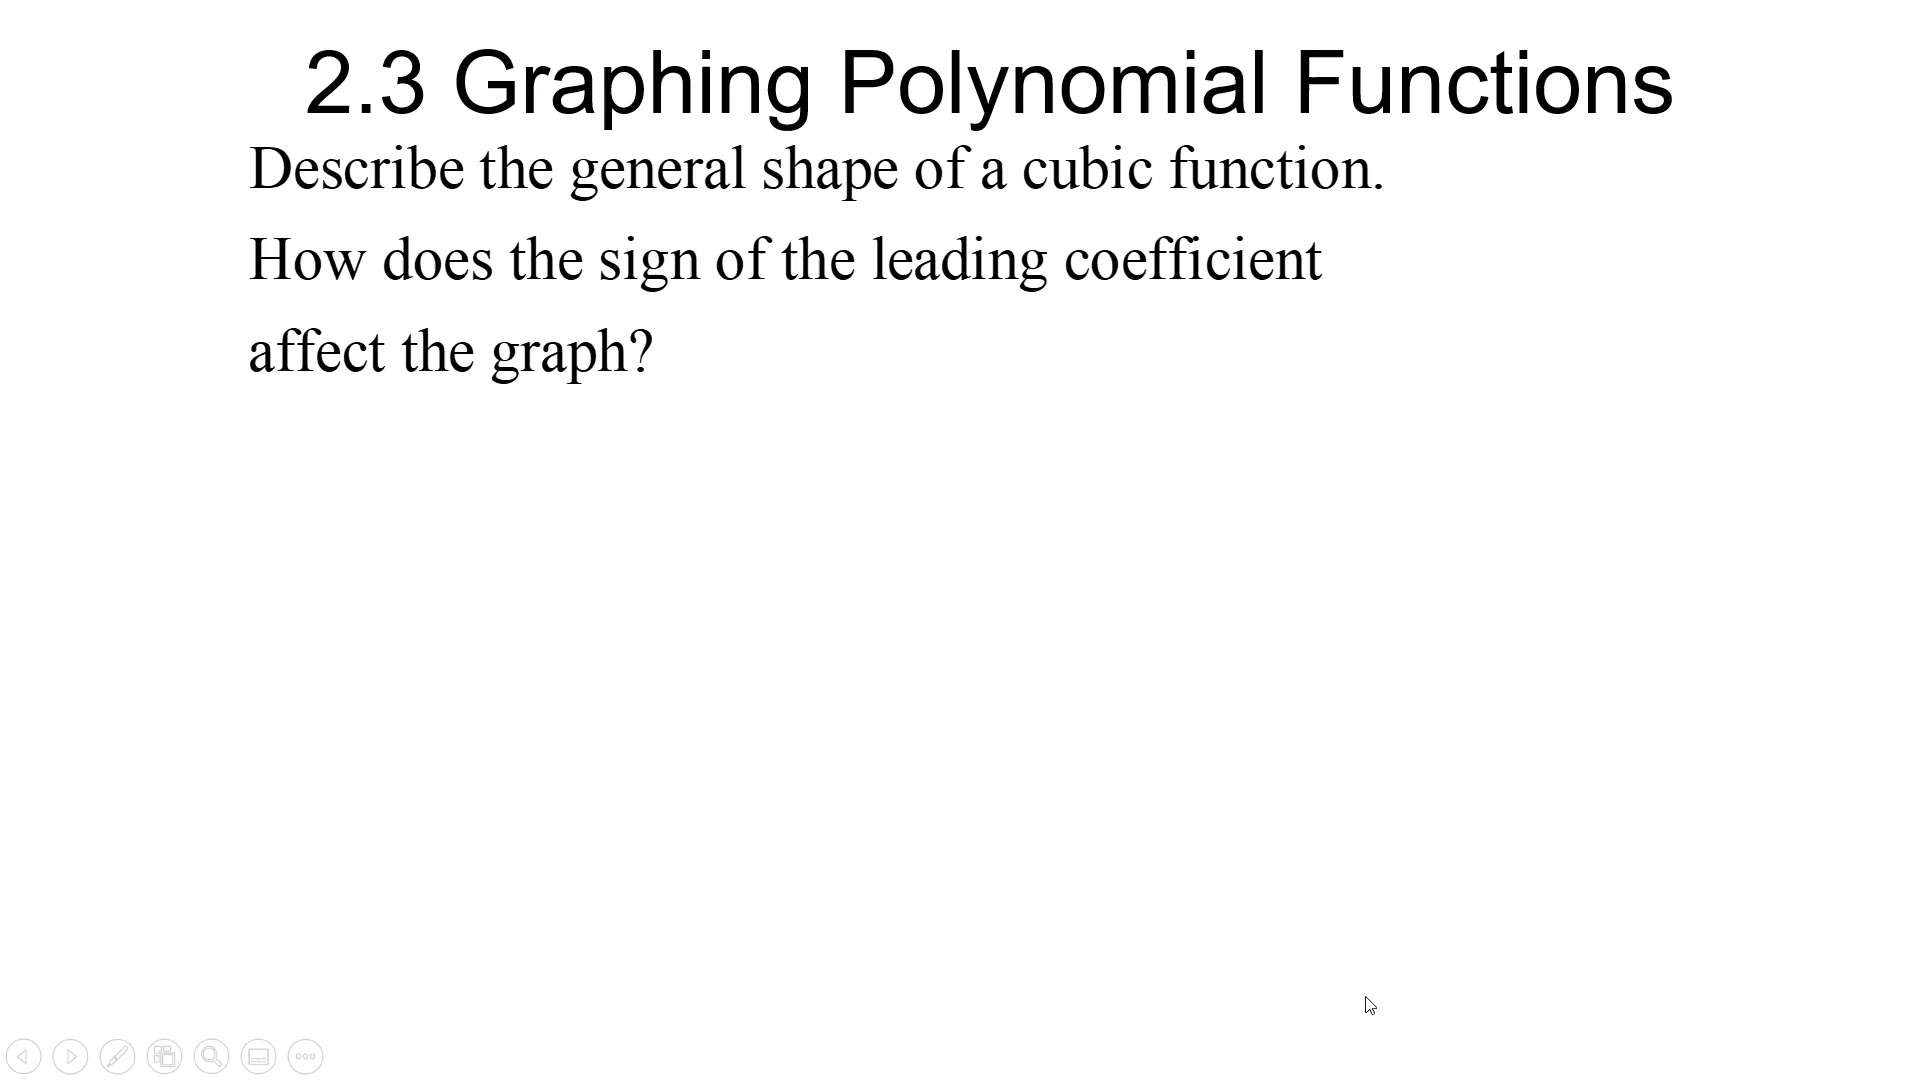 2.3 Graphing Polynomial Functions
Describe the general shape of a cubic function.
How does the sign of the leading coefficient
affect the graph?